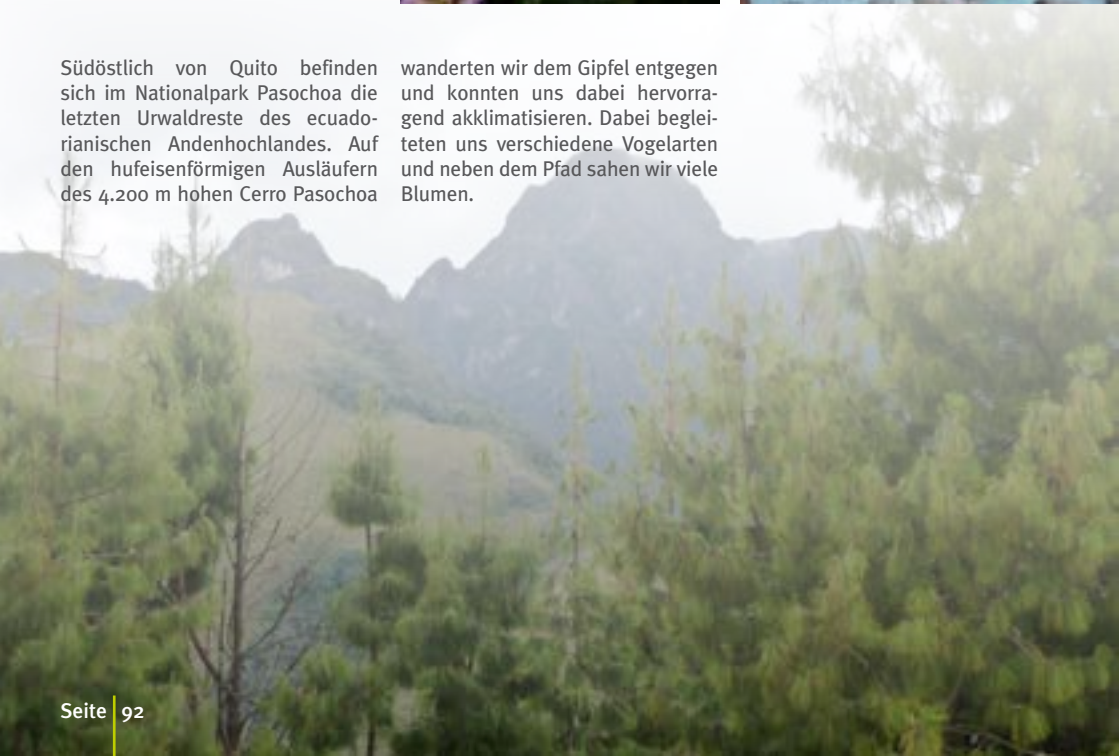 Südöstlich von Quito befinden
sich im Nationalpark Pasochoa die
letzten Urwaldreste des ecuado-
rianischen Andenhochlandes. Auf
den hufeisenförmigen Ausläufern
des 4.200 m hohen Cerro Pasochoa
wanderten wir dem Gipfel entgegen
und konnten uns dabei hervorra-
gend akklimatisieren. Dabei beglei-
teten uns verschiedene Vogelarten
und neben dem Pfad sahen wir viele
Blumen.
Seite 92